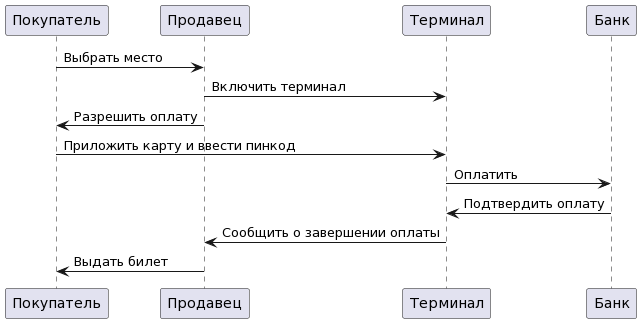 Покупатель Продавец Терминал Банк
Выбрать место
Включить терминал
Разрешить оплату
Приложить карту и ввести пинкод
Оплатить
Подтвердить оплату
Сообщить о завершении оплаты
Выдать билет
Покупатель Продавец Терминал Банк